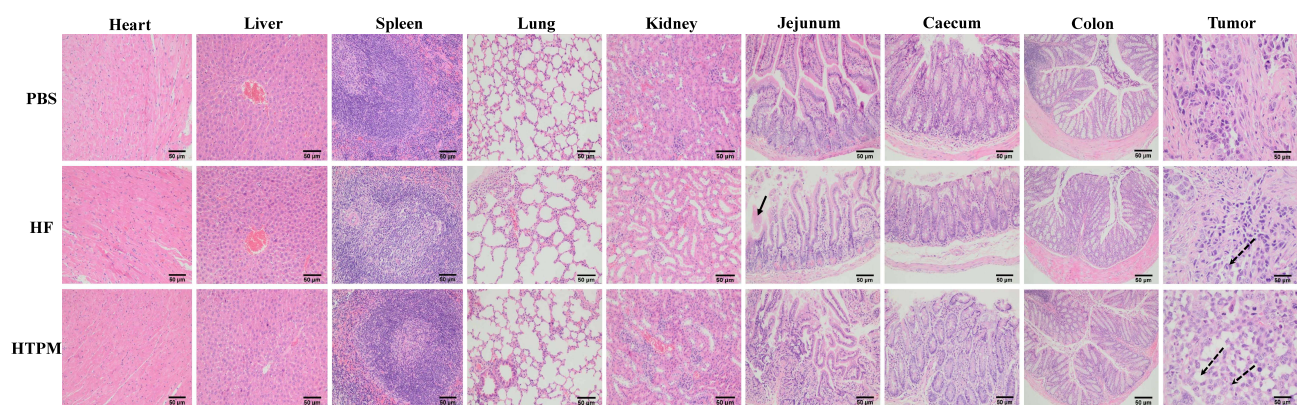 Heart Liver Spleen Lung Kidney Jejunum Caecum Colon Tumor
PBS
50 μm 50 μm 50 μm 50 μm 50 μm 50 μm 50 μm 50 μm 50 μm
HF
50 μm 50 μm 50 μm 50 μm 50 μm 50 μm 50 μm 50 μm 50 μm
HTPM
50 μm 50 μm 50 μm 50 μm 50 μm 50 μm 50 μm 50 μm 50 μm